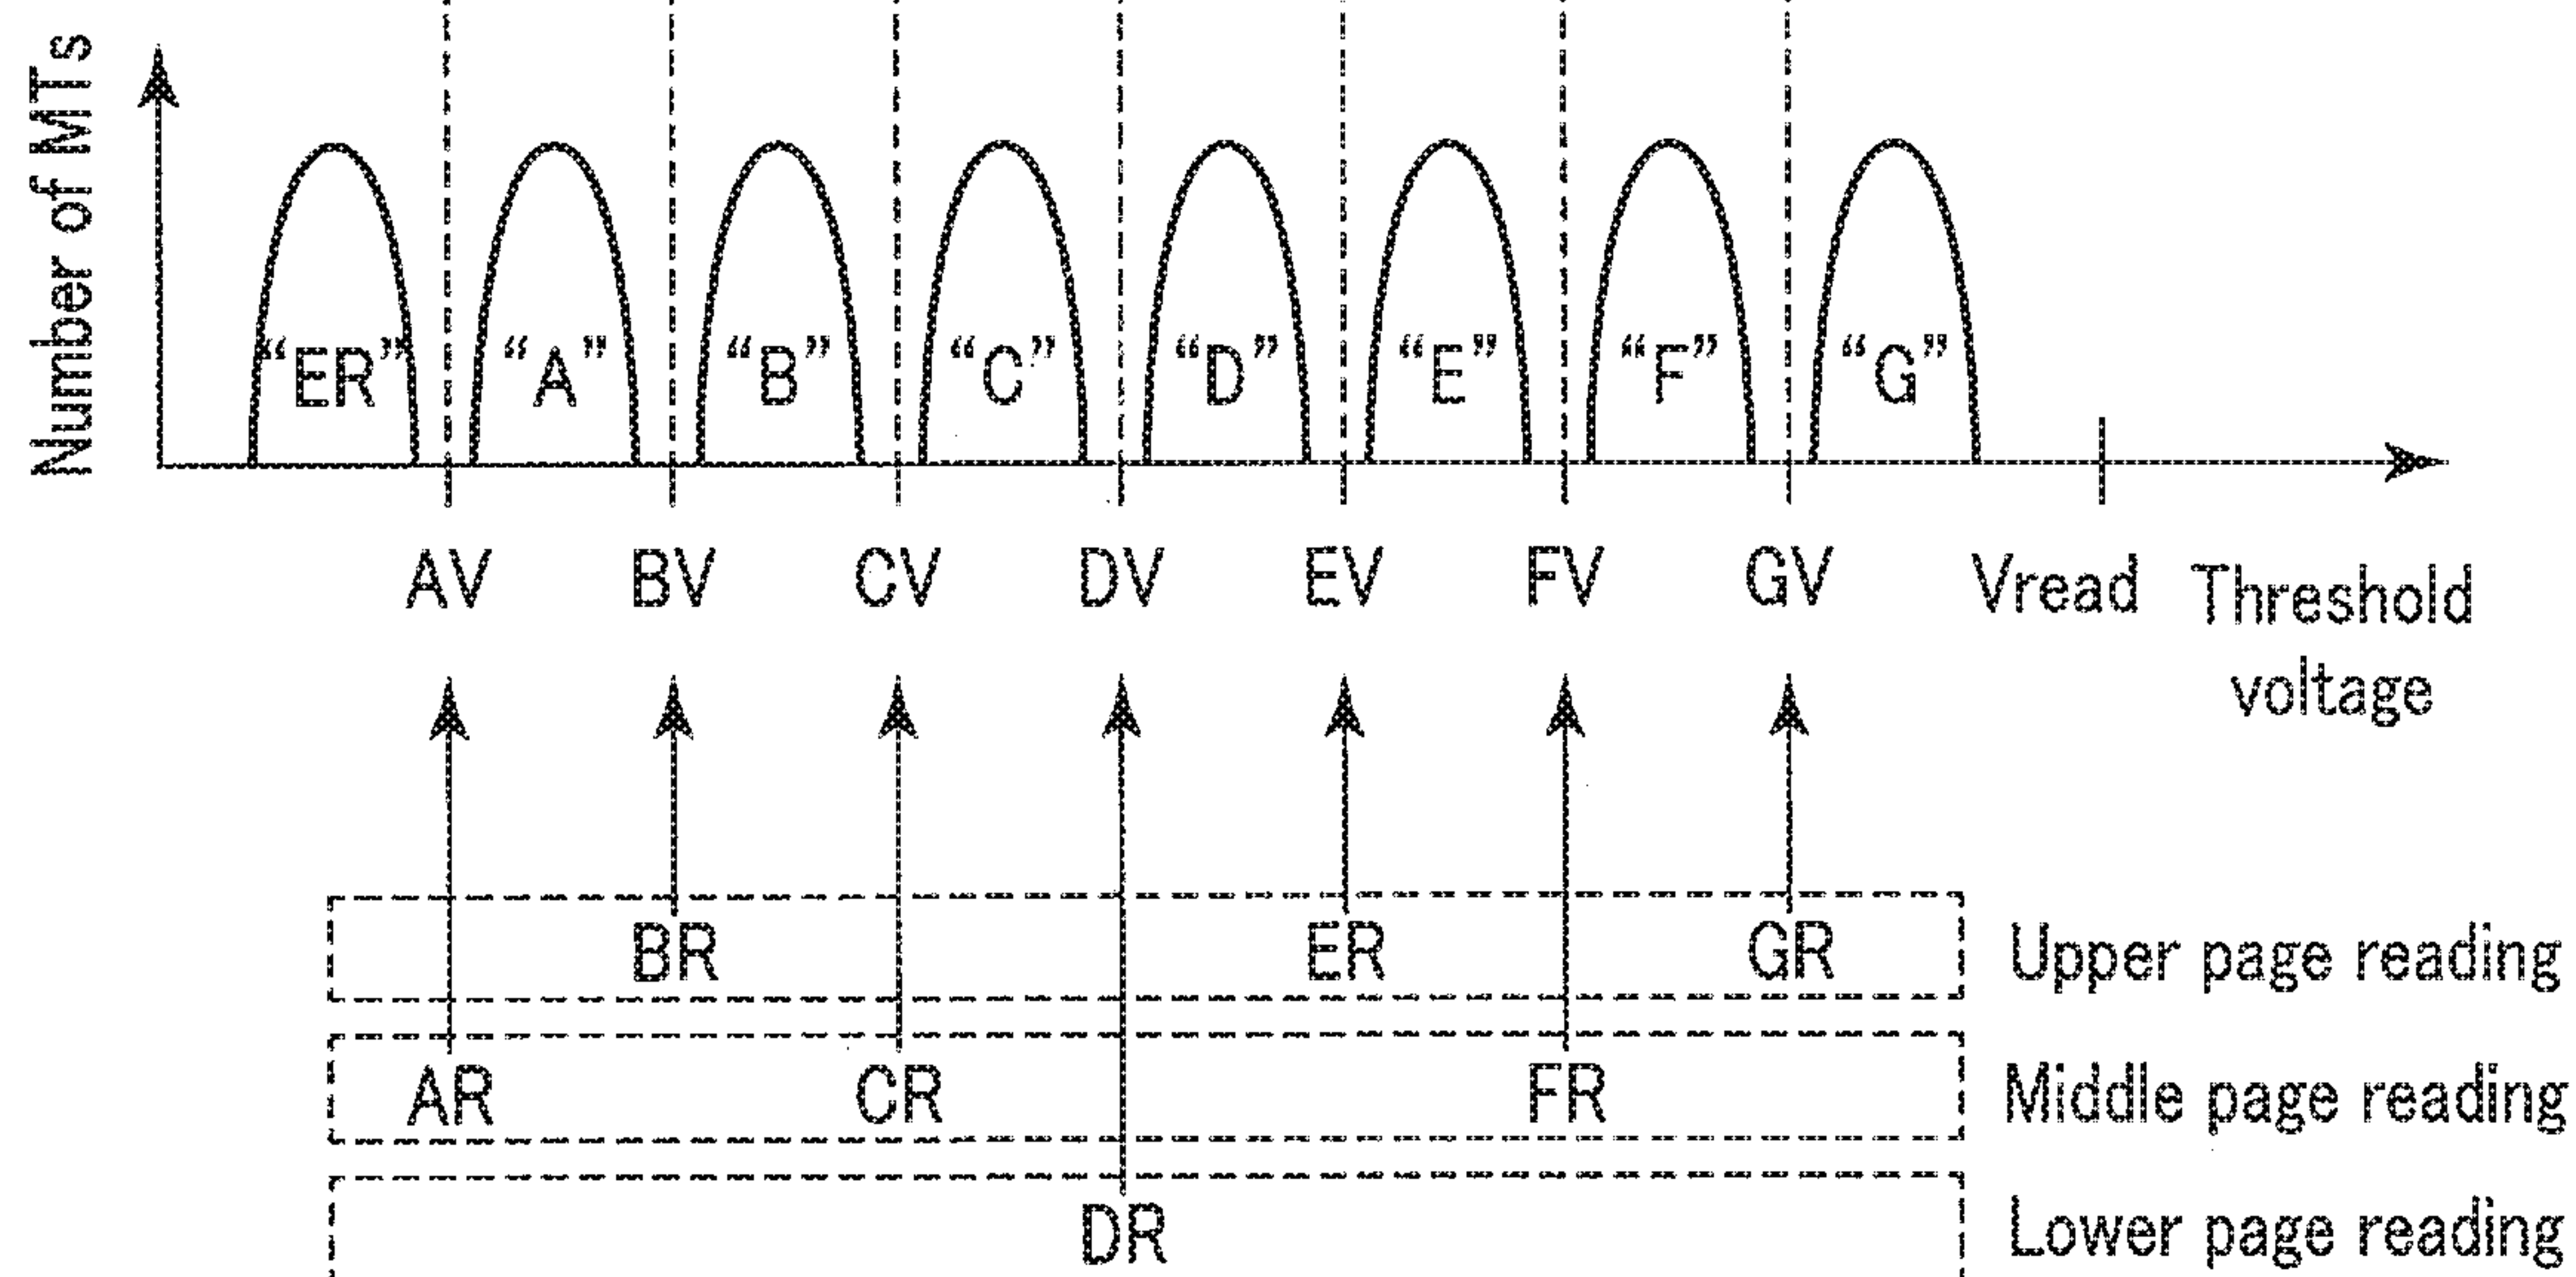 Number of MTs
“ER” “A” “B” “C” “D” “E” “F” “G”
AV BV CV DV EV FV GV Vread Threshold
voltage
BR ER GR Upper page reading
AR CR FR Middle page reading
DR Lower page reading